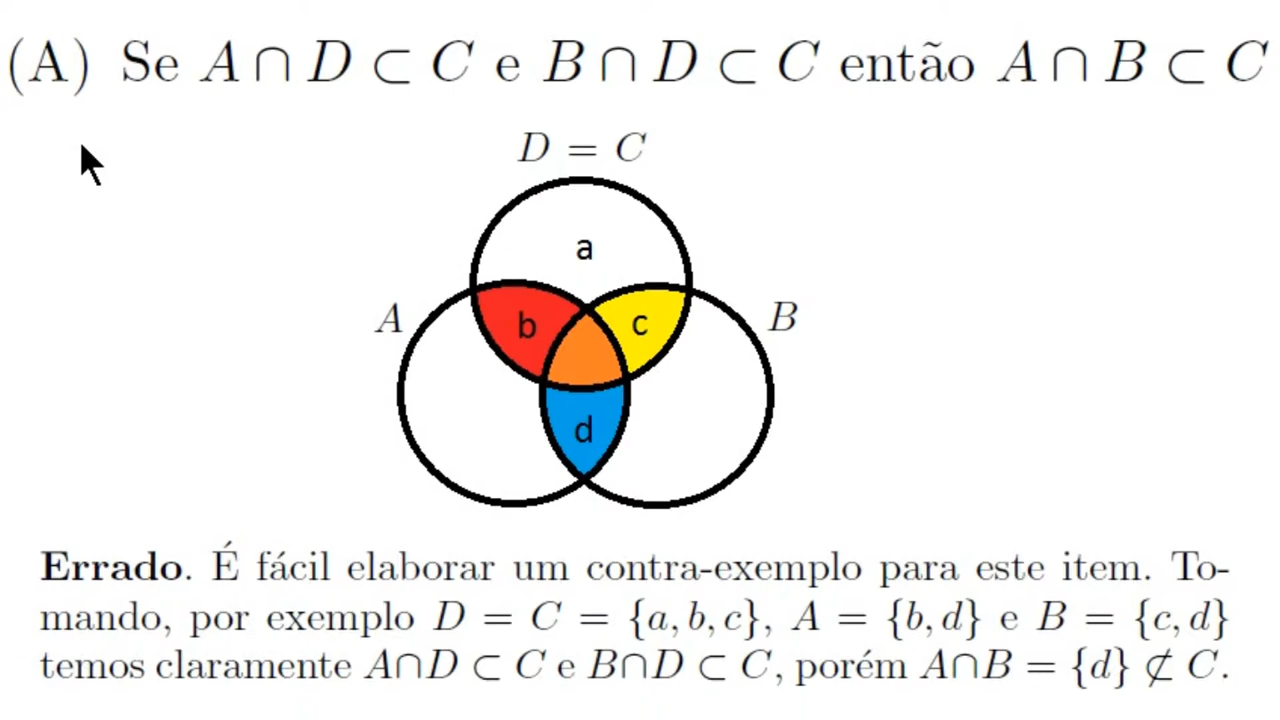 (A) Se A ∩ D ⊂ C e B ∩ D ⊂ C então A ∩ B ⊂ C
D = C
a
A
b
c
B
d
Errado. É fácil elaborar um contra-exemplo para este item. To-
mando, por exemplo D = C = {a, b, c}, A = {b, d} e B = {c, d}
temos claramente A∩D ⊂ C e B∩D ⊂ C, porém A∩B = {d} ⊄ C.